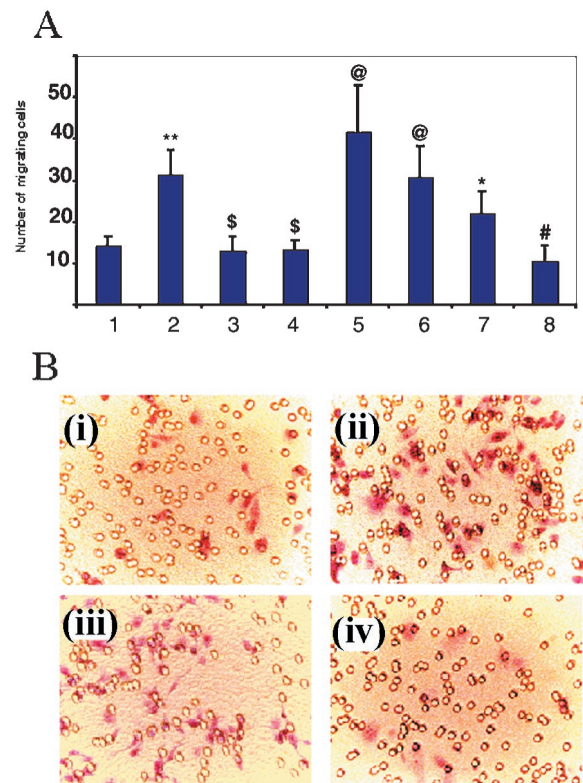 A
Number of migrating cells
50
40
30
20
10
** $ $ @ @ * #
1 2 3 4 5 6 7 8
B
(i) (ii)
(iii) (iv)